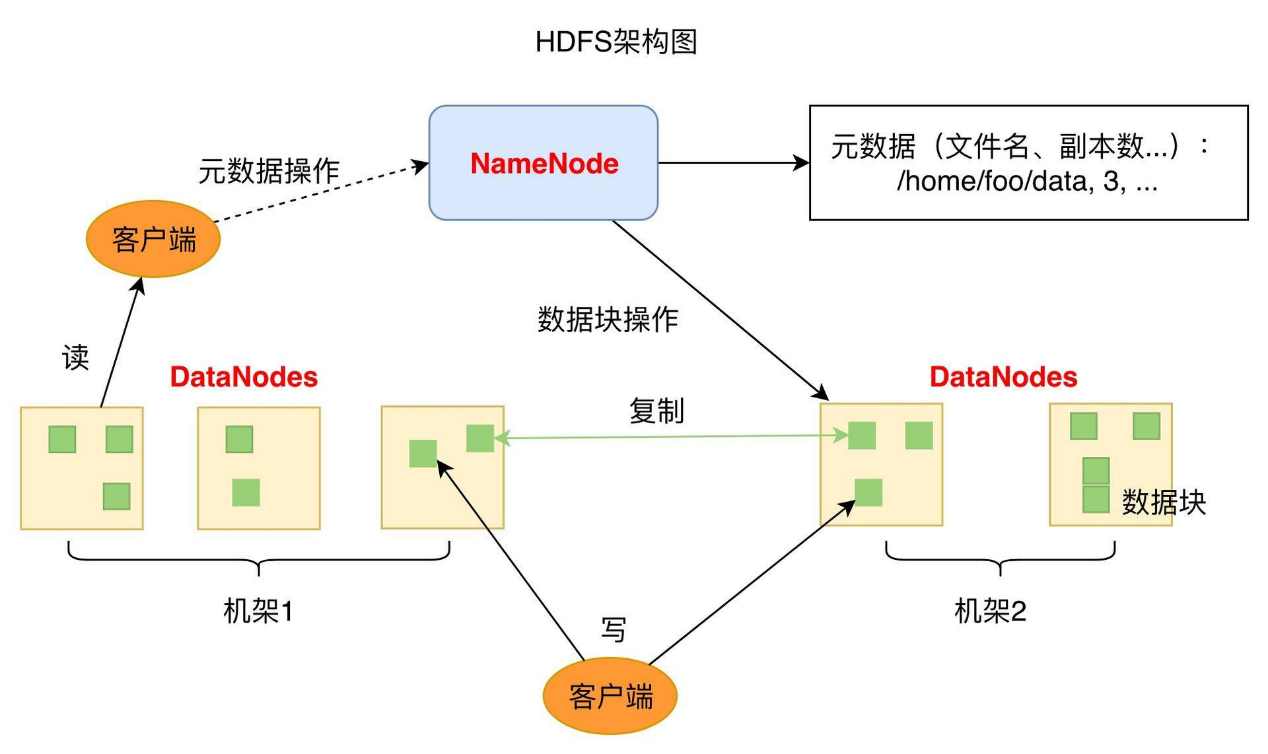 HDFS架构图
NameNode
元数据（文件名、副本数...）：
/home/foo/data, 3, ...
元数据操作
客户端
数据块操作
读
DataNodes
DataNodes
复制
数据块
机架1
机架2
写
客户端